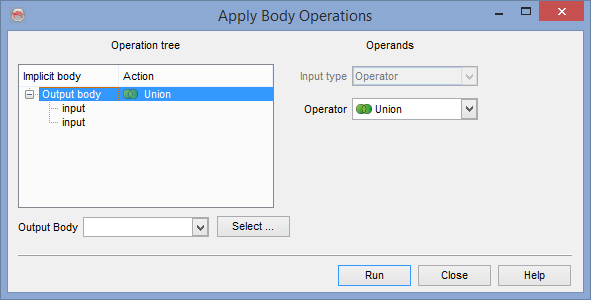 Apply Body Operations
Operation tree
Operands
Implicit body Action
Output body Union
input
input
Input type Operator
Operator Union
Output Body Select ...
Run Close Help